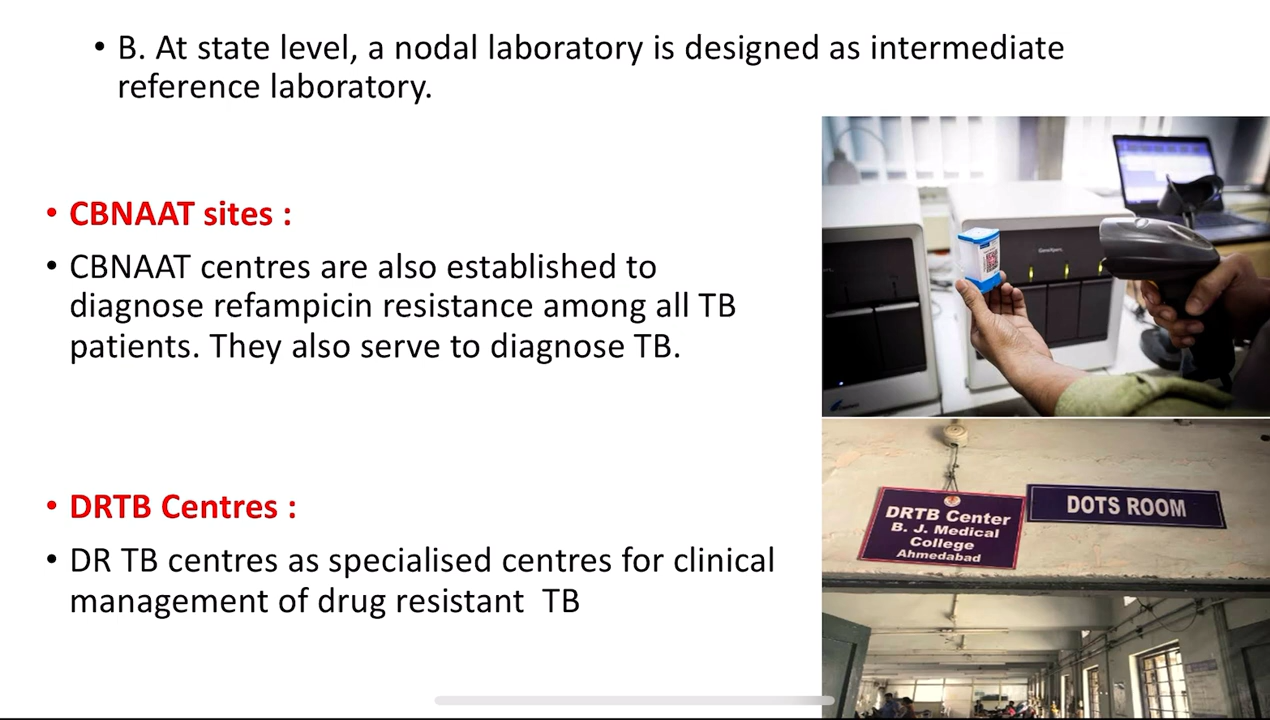 • B. At state level, a nodal laboratory is designed as intermediate
reference laboratory.
• CBNAAT sites :
• CBNAAT centres are also established to
diagnose refampicin resistance among all TB
patients. They also serve to diagnose TB.
• DRTB Centres :
• DR TB centres as specialised centres for clinical
management of drug resistant TB
GeneXpert
DRTB Center
B. J. Medical
College
Ahmedabad
DOTS ROOM